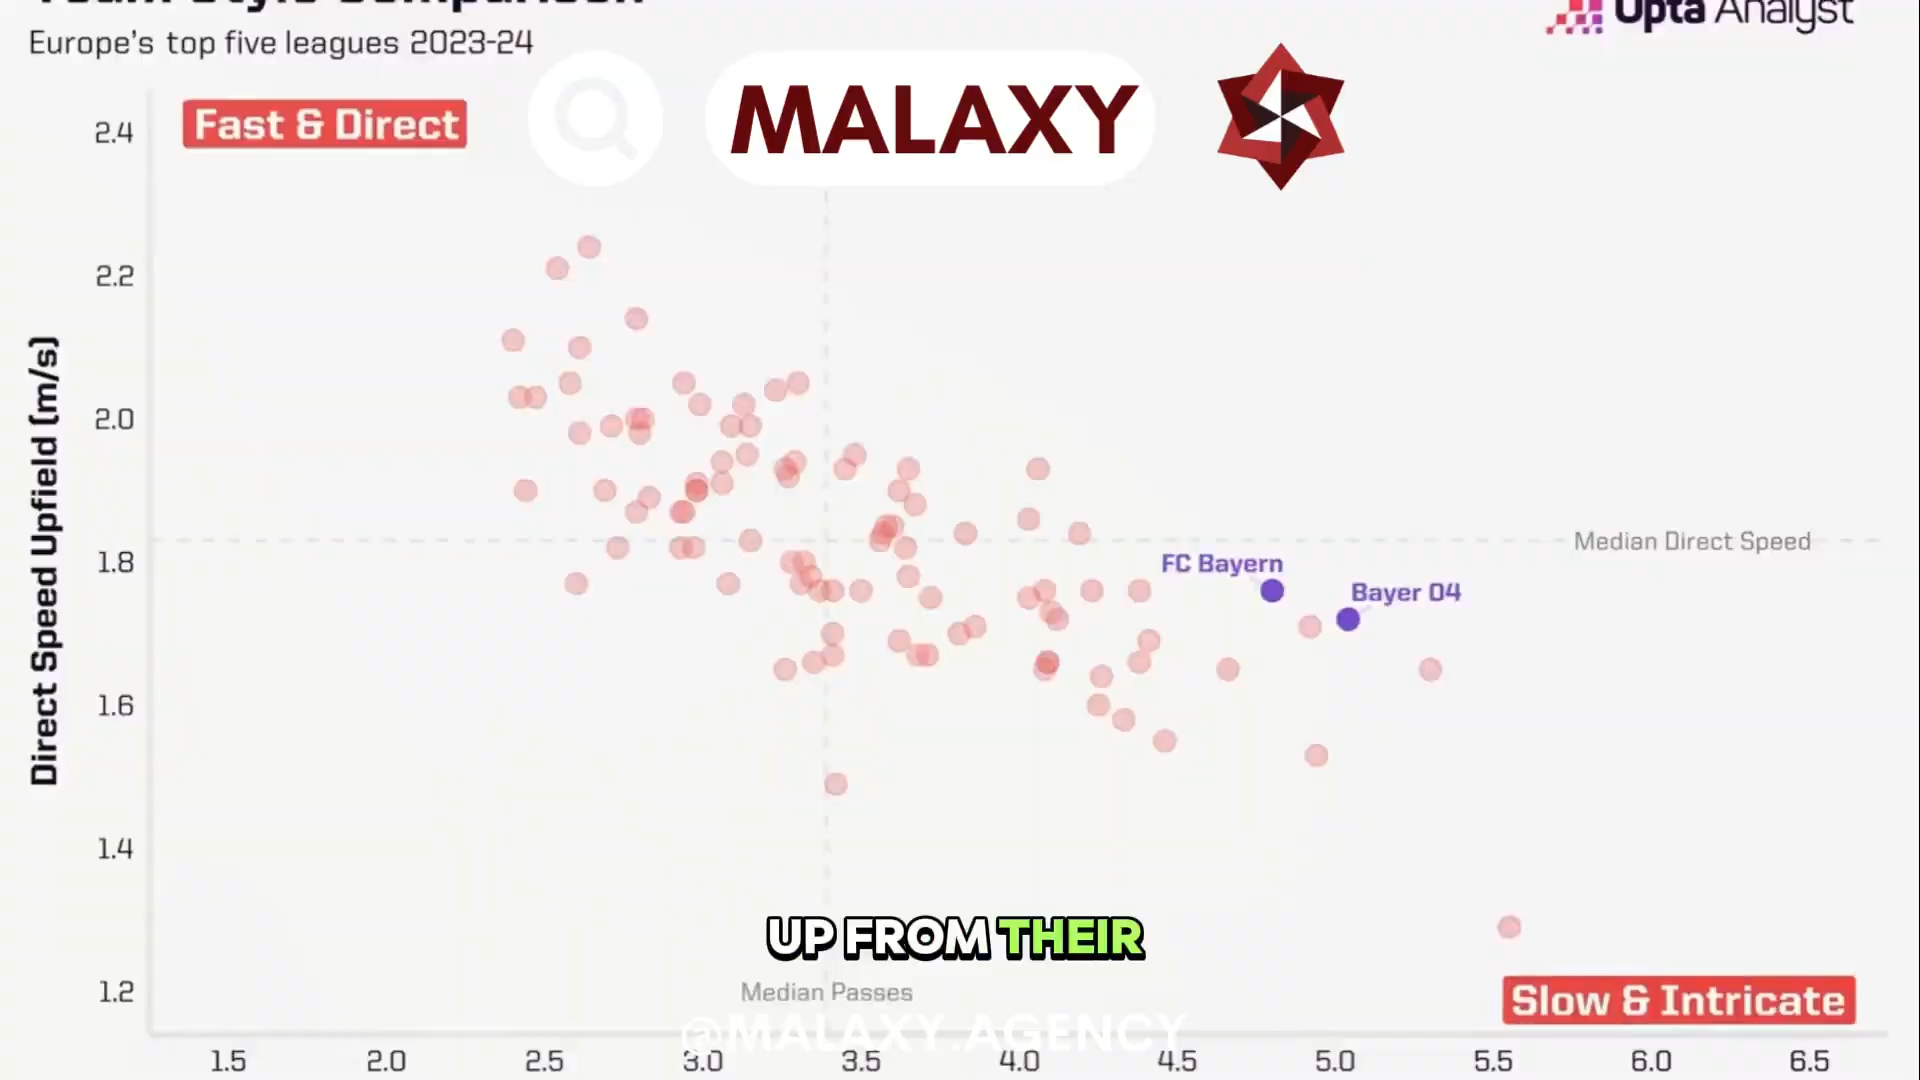 Team Style Comparison
Opta Analyst
Europe's top five leagues 2023-24
Fast & Direct
MALAXY
2.4
2.2
2.0
1.8
1.6
1.4
1.2
Direct Speed Upfield (m/s)
Median Direct Speed
FC Bayern
Bayer 04
UP FROM THEIR
Median Passes
Slow & Intricate
@MALAXY.AGENCY
1.5 2.0 2.5 3.0 3.5 4.0 4.5 5.0 5.5 6.0 6.5